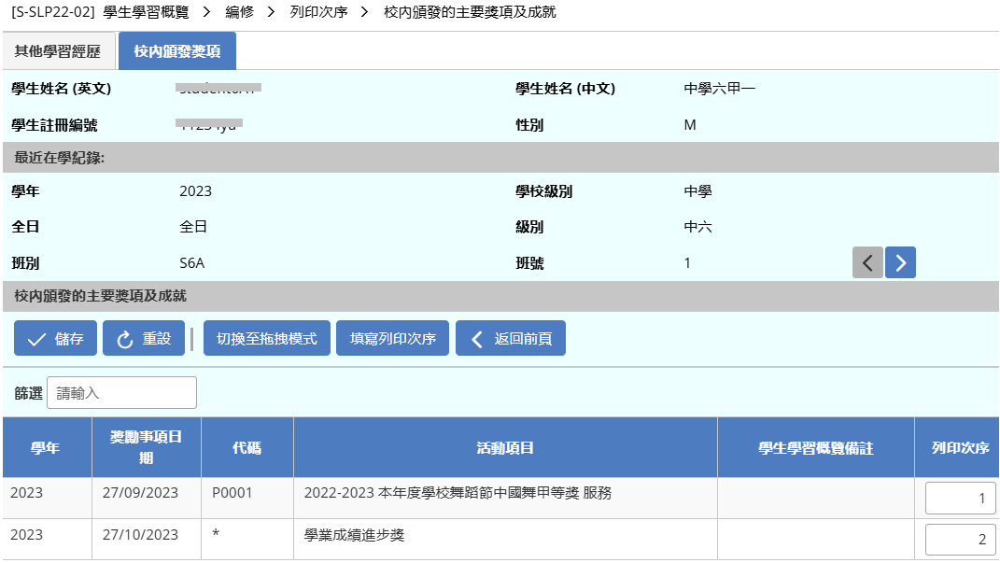 [S-SLP22-02] 學生學習概覽 > 編修 > 列印次序 > 校內頒發的主要獎項及成就
其他學習經歷 校內頒發獎項
學生姓名 (英文) 學生姓名 (中文) 中學六甲一
學生註冊編號 性別 M
最近在學紀錄:
學年 2023 學校級別 中學
全日 全日 級別 中六
班別 S6A 班號 1
校內頒發的主要獎項及成就
儲存 重設 切換至拖拽模式 填寫列印次序 返回前頁
篩選 請輸入
學年 獎勵事項日期 代碼 活動項目 學生學習概覽備註 列印次序
2023 27/09/2023 P0001 2022-2023 本年度學校舞蹈節中國舞甲等獎 服務 1
2023 27/10/2023 * 學業成績進步獎 2